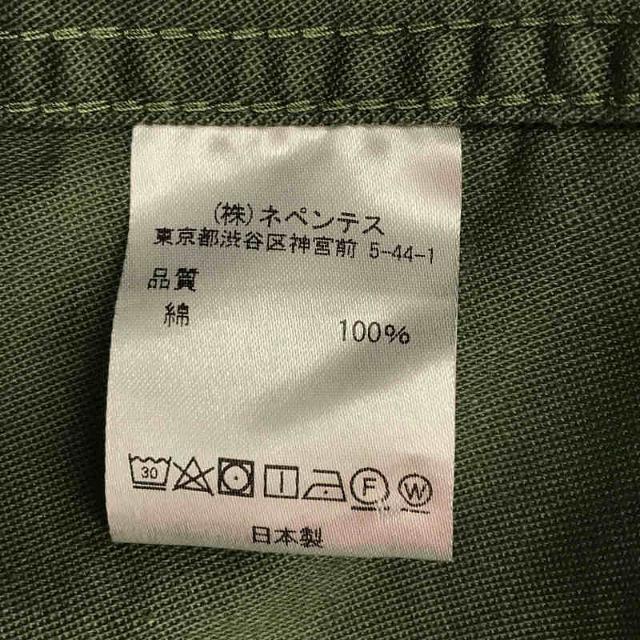 (株)ネペンテス
東京都渋谷区神宮前 5-44-1
品質
綿 100%
30 F W
日本製